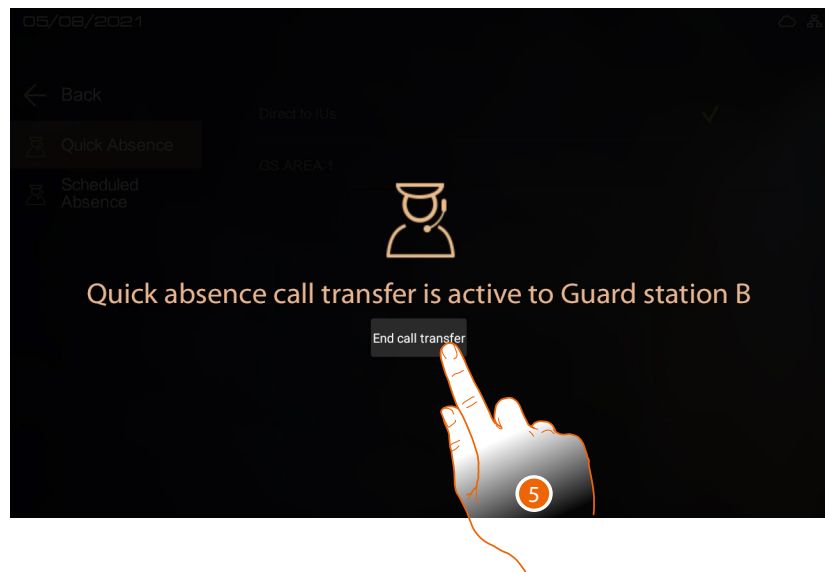 05/08/2021
Back
Direct to IUs
Quick Absence
GS AREA 1
Scheduled
Absence
Quick absence call transfer is active to Guard station B
End call transfer
5